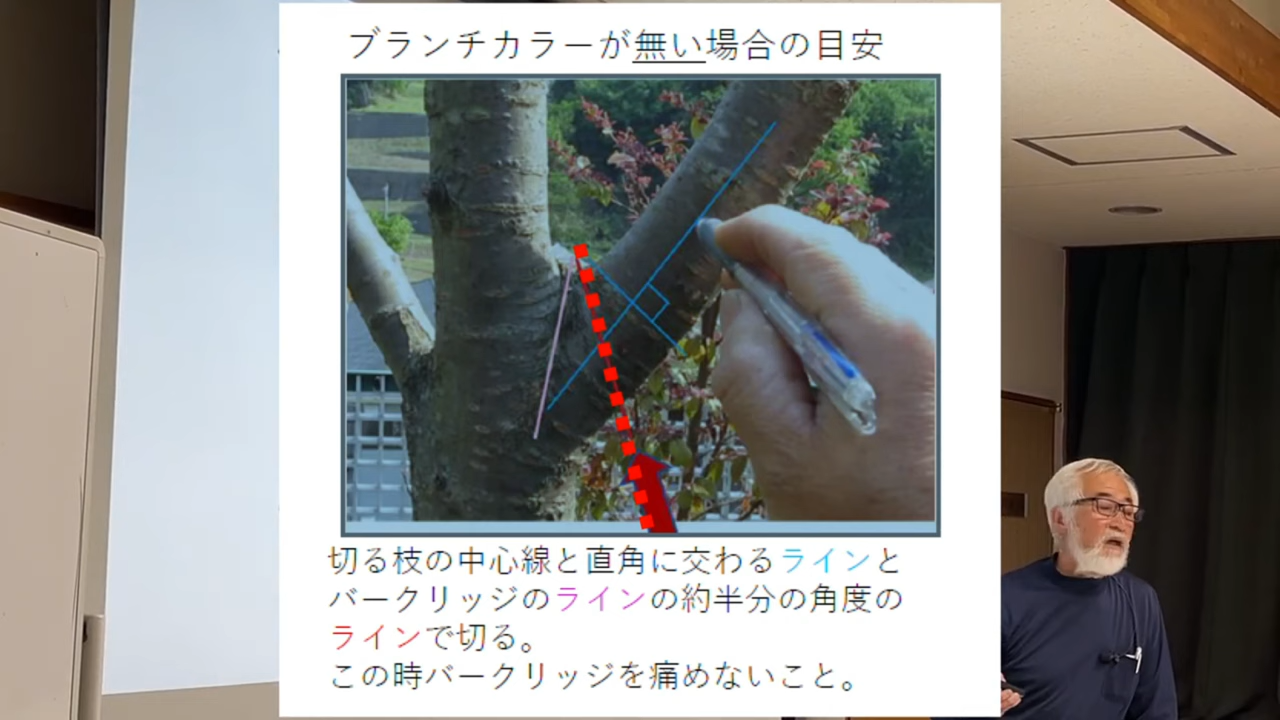 ブランチカラーが無い場合の目安
切る枝の中心線と直角に交わるラインと
バークリッジのラインの約半分の角度の
ラインで切る。
この時バークリッジを痛めないこと。